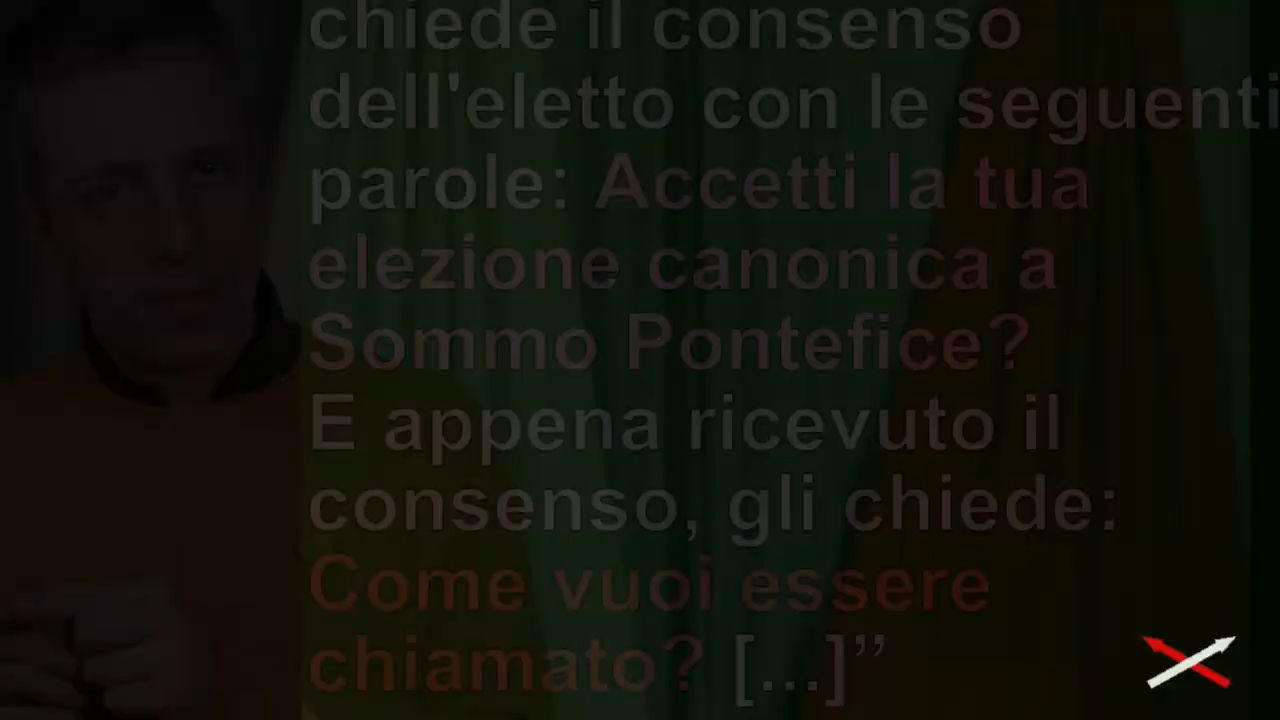 chiede il consenso
dell'eletto con le seguenti
parole: Accetti la tua
elezione canonica a
Sommo Pontefice?
E appena ricevuto il
consenso, gli chiede:
Come vuoi essere
chiamato? [...]”